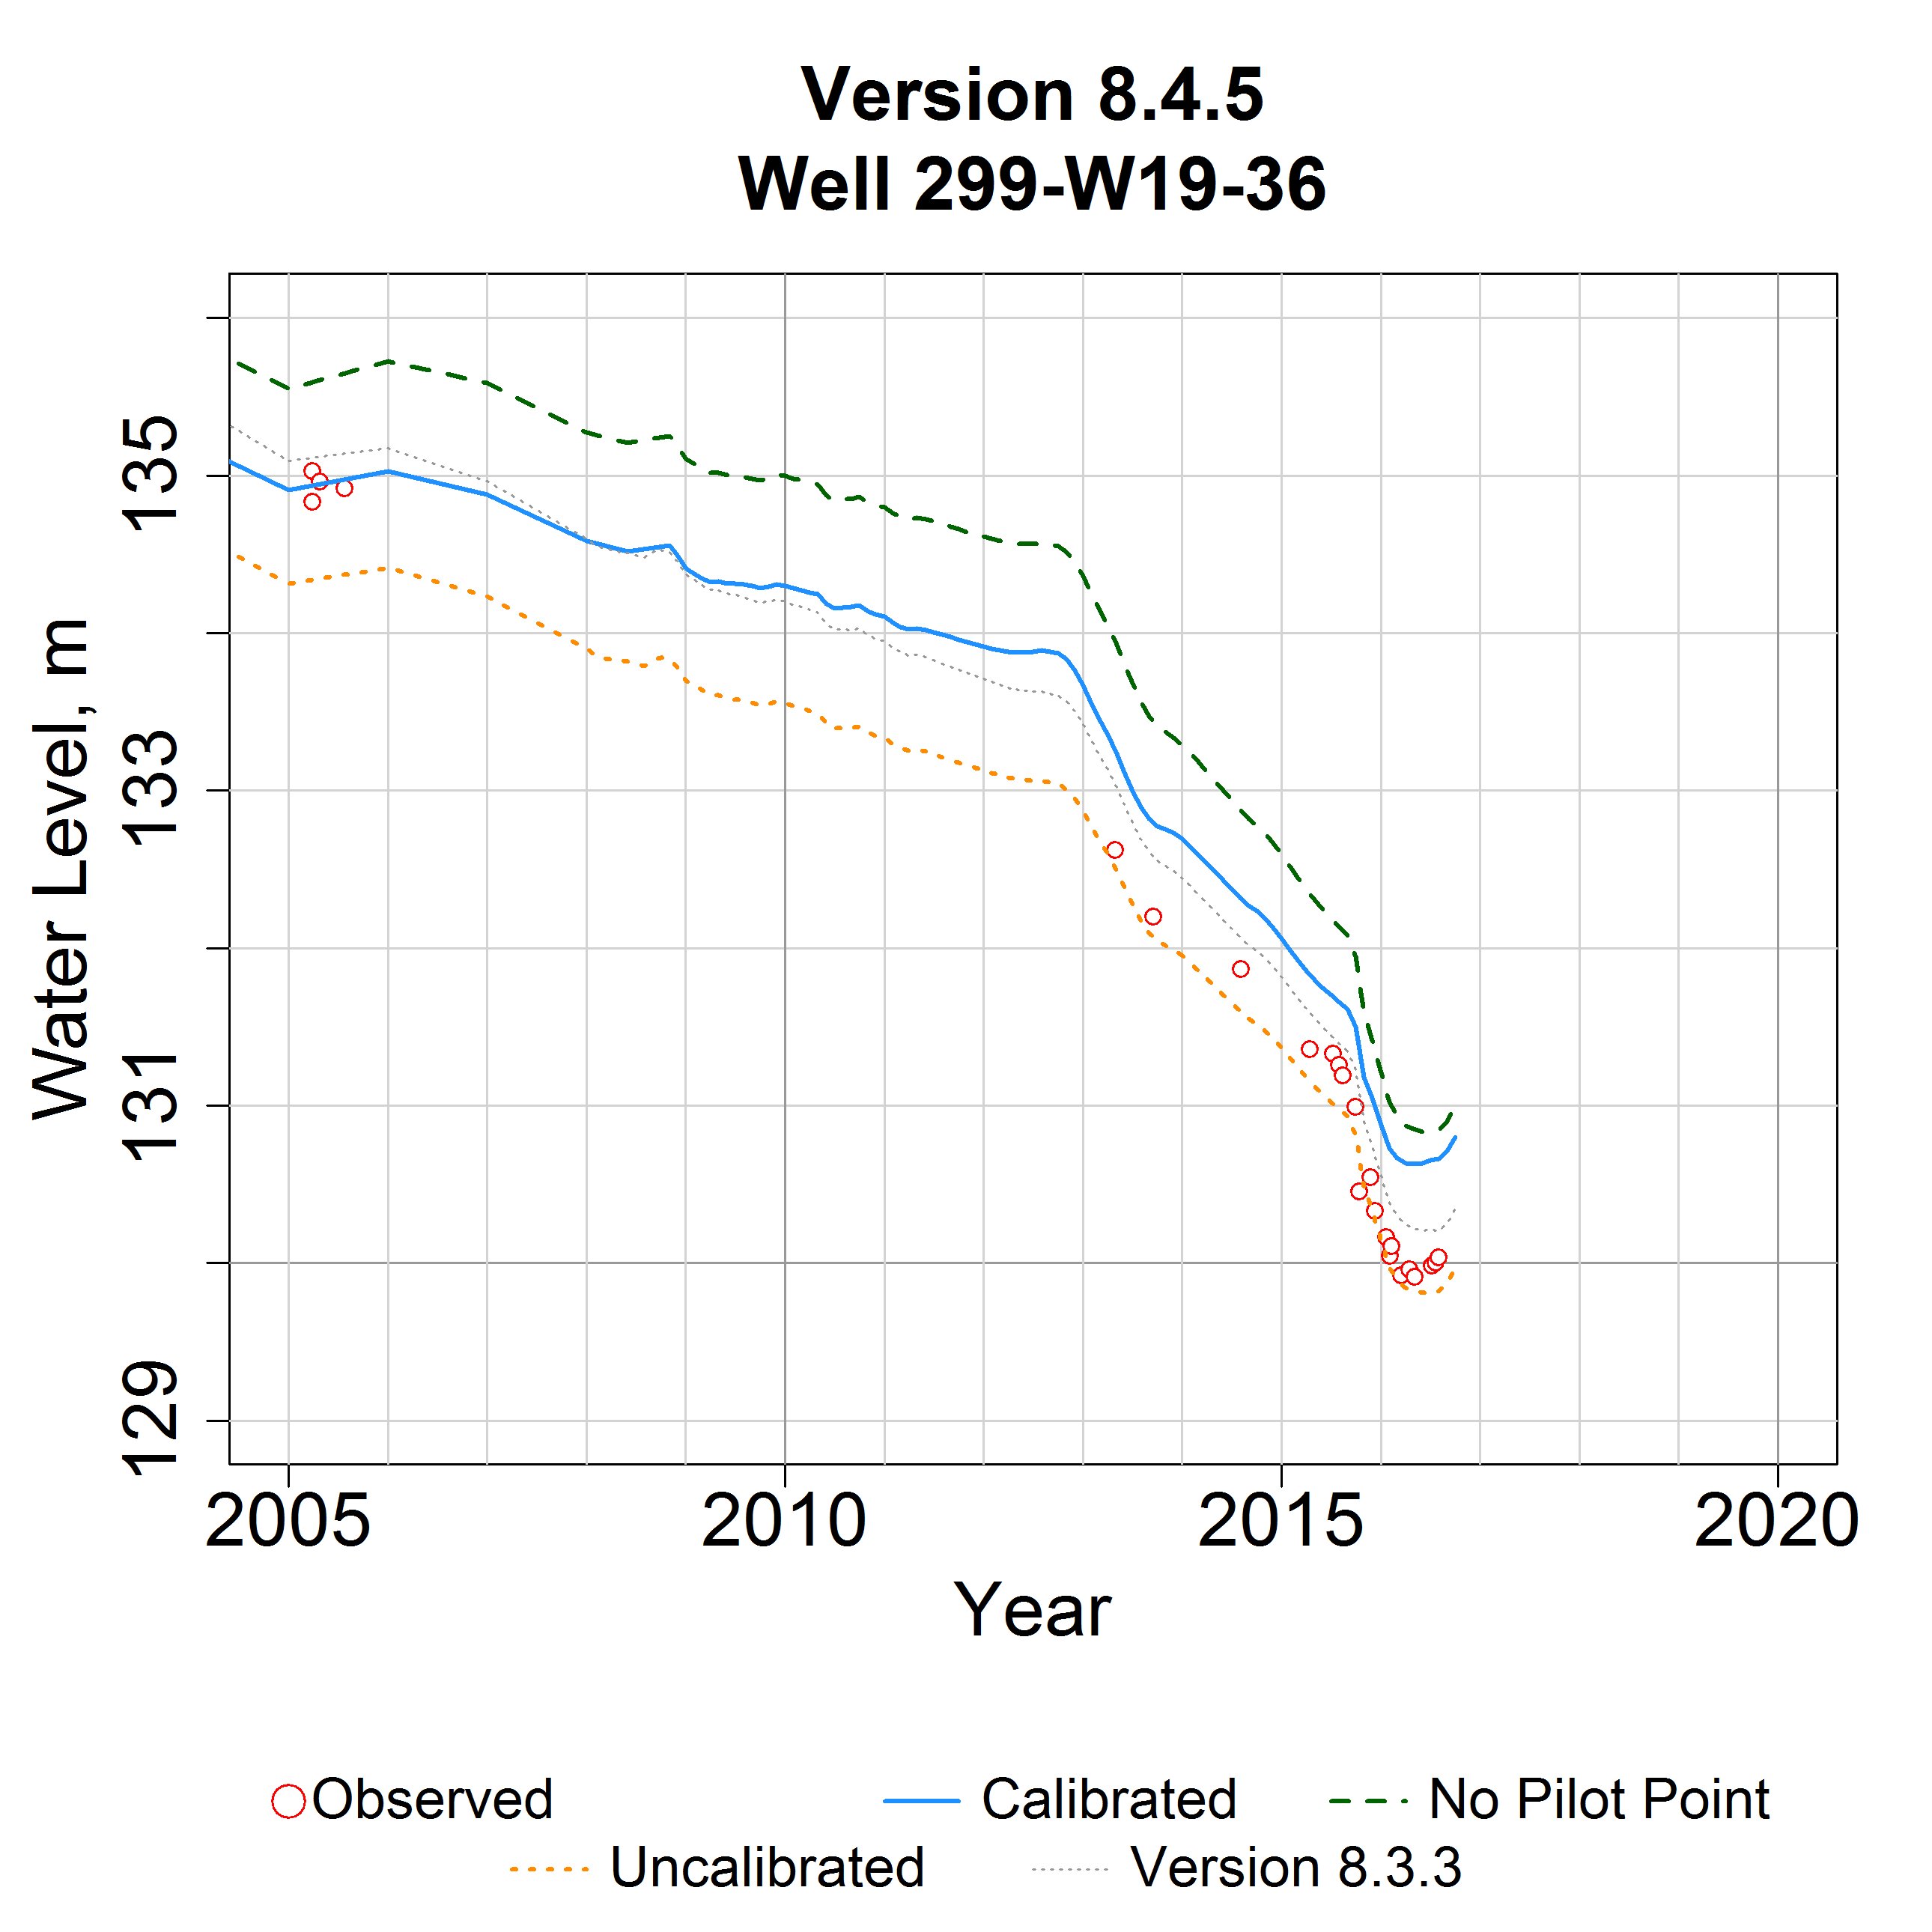 Version 8.4.5
Well 299-W19-36
Water Level, m
135
133
131
129
2005 2010 2015 2020
Year
Observed Calibrated No Pilot Point
Uncalibrated Version 8.3.3